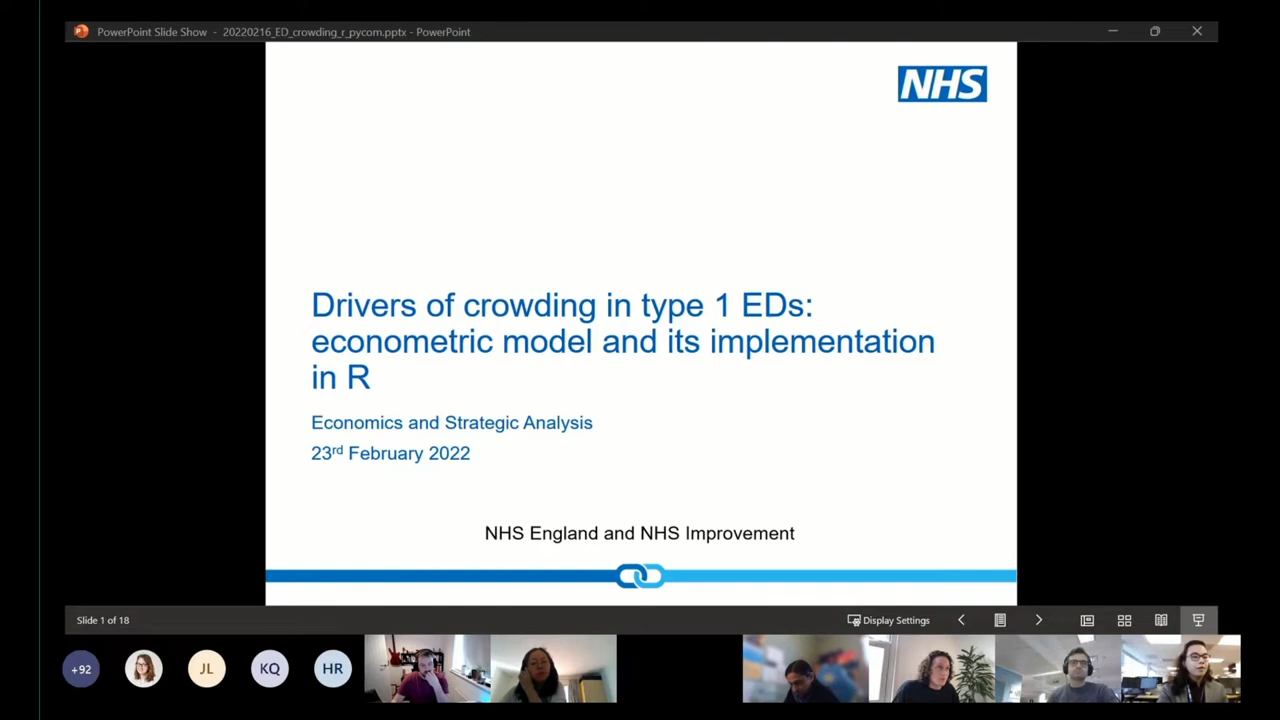 PowerPoint Slide Show - 20220216_ED_crowding_r_pycom.pptx - PowerPoint
NHS
Drivers of crowding in type 1 EDs:
econometric model and its implementation
in R
Economics and Strategic Analysis
23rd February 2022
NHS England and NHS Improvement
Slide 1 of 18
Display Settings
+92
JL
KQ
HR